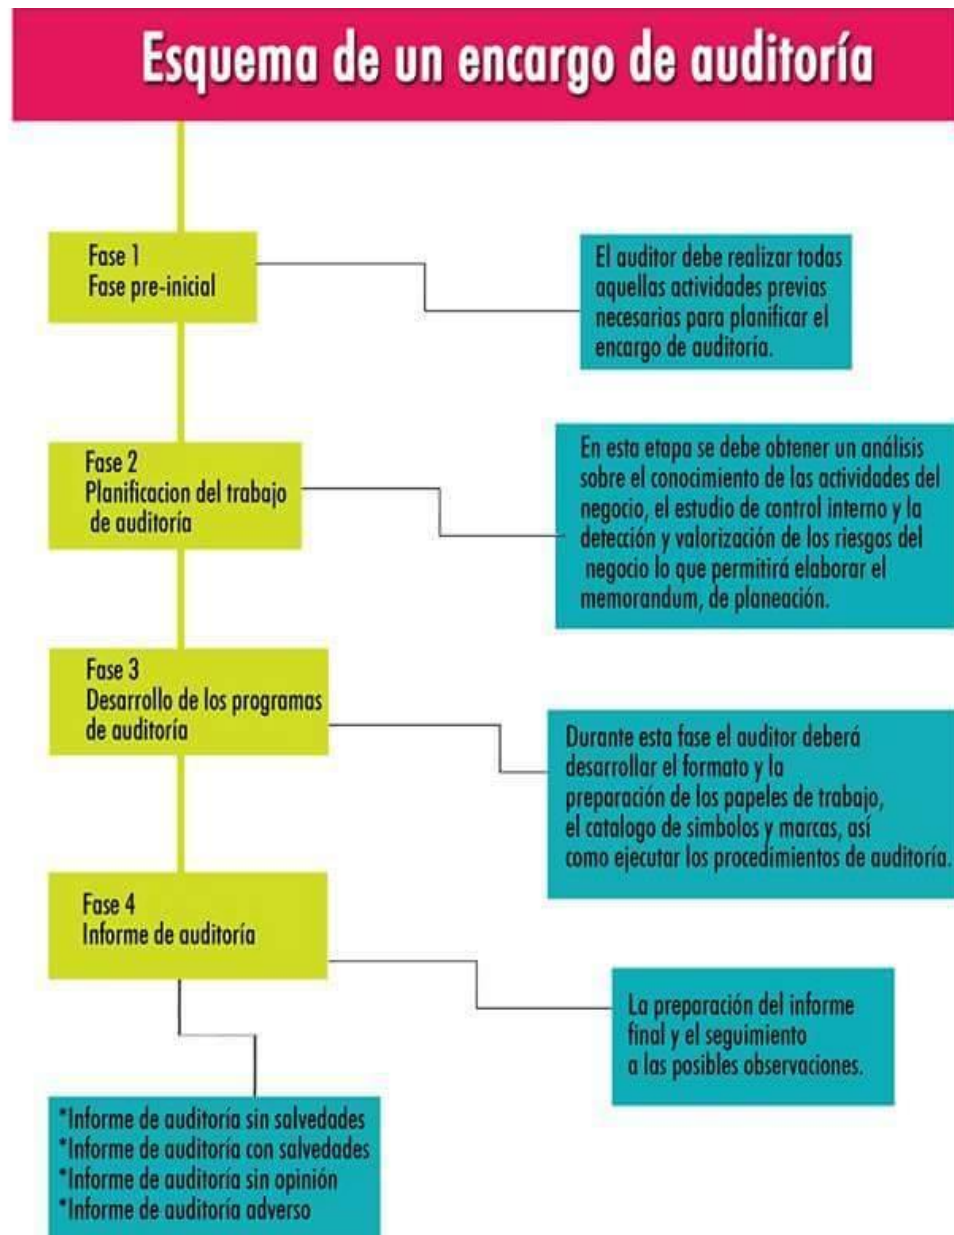 Esquema de un encargo de auditoría
Fase 1
Fase pre-inicial
El auditor debe realizar todas
aquellas actividades previas
necesarias para planificar el
encargo de auditoría.
Fase 2
Planificacion del trabajo
de auditoría
En esta etapa se debe obtener un análisis
sobre el conocimiento de las actividades del
negocio, el estudio de control interno y la
detección y valorización de los riesgos del
negocio lo que permitirá elaborar el
memorandum, de planeación.
Fase 3
Desarrollo de los programas
de auditoría
Durante esta fase el auditor deberá
desarrollar el formato y la
preparación de los papeles de trabajo,
el catalogo de simbolos y marcas, así
como ejecutar los procedimientos de auditoría.
Fase 4
Informe de auditoría
La preparación del informe
final y el seguimiento
a las posibles observaciones.
*Informe de auditoría sin salvedades
*Informe de auditoría con salvedades
*Informe de auditoría sin opinión
*Informe de auditoría adverso